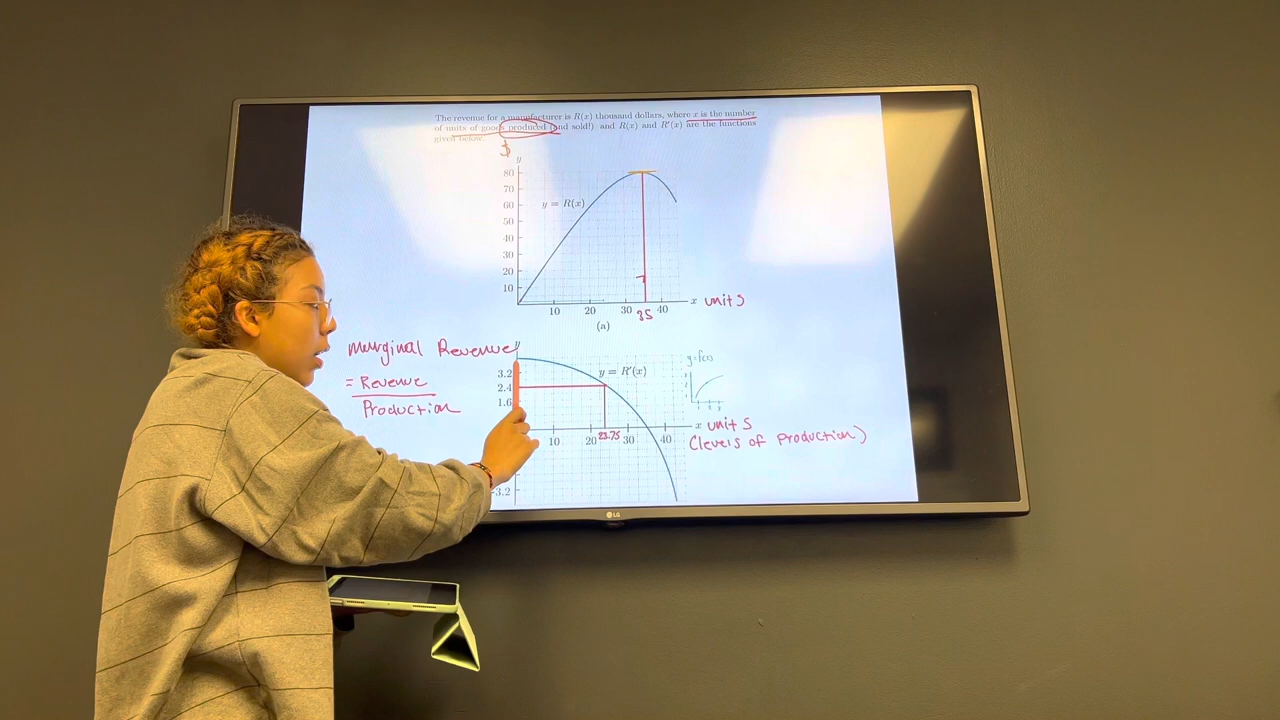 The revenue for a manufacturer is R(x) thousand dollars, where x is the number
of units of goods produced (and sold!) and R(x) and R′(x) are the functions
given below.
$
y
80
70
60
50
40
30
20
10
y = R(x)
10 20 30 35 40 x units
(a)
Marginal Revenue
= Revenue
Production
y
3.2
2.4
1.6
-3.2
y = R′(x)
y=f(x)
10 20 23.75 30 40 x units
(levels of production)
LG